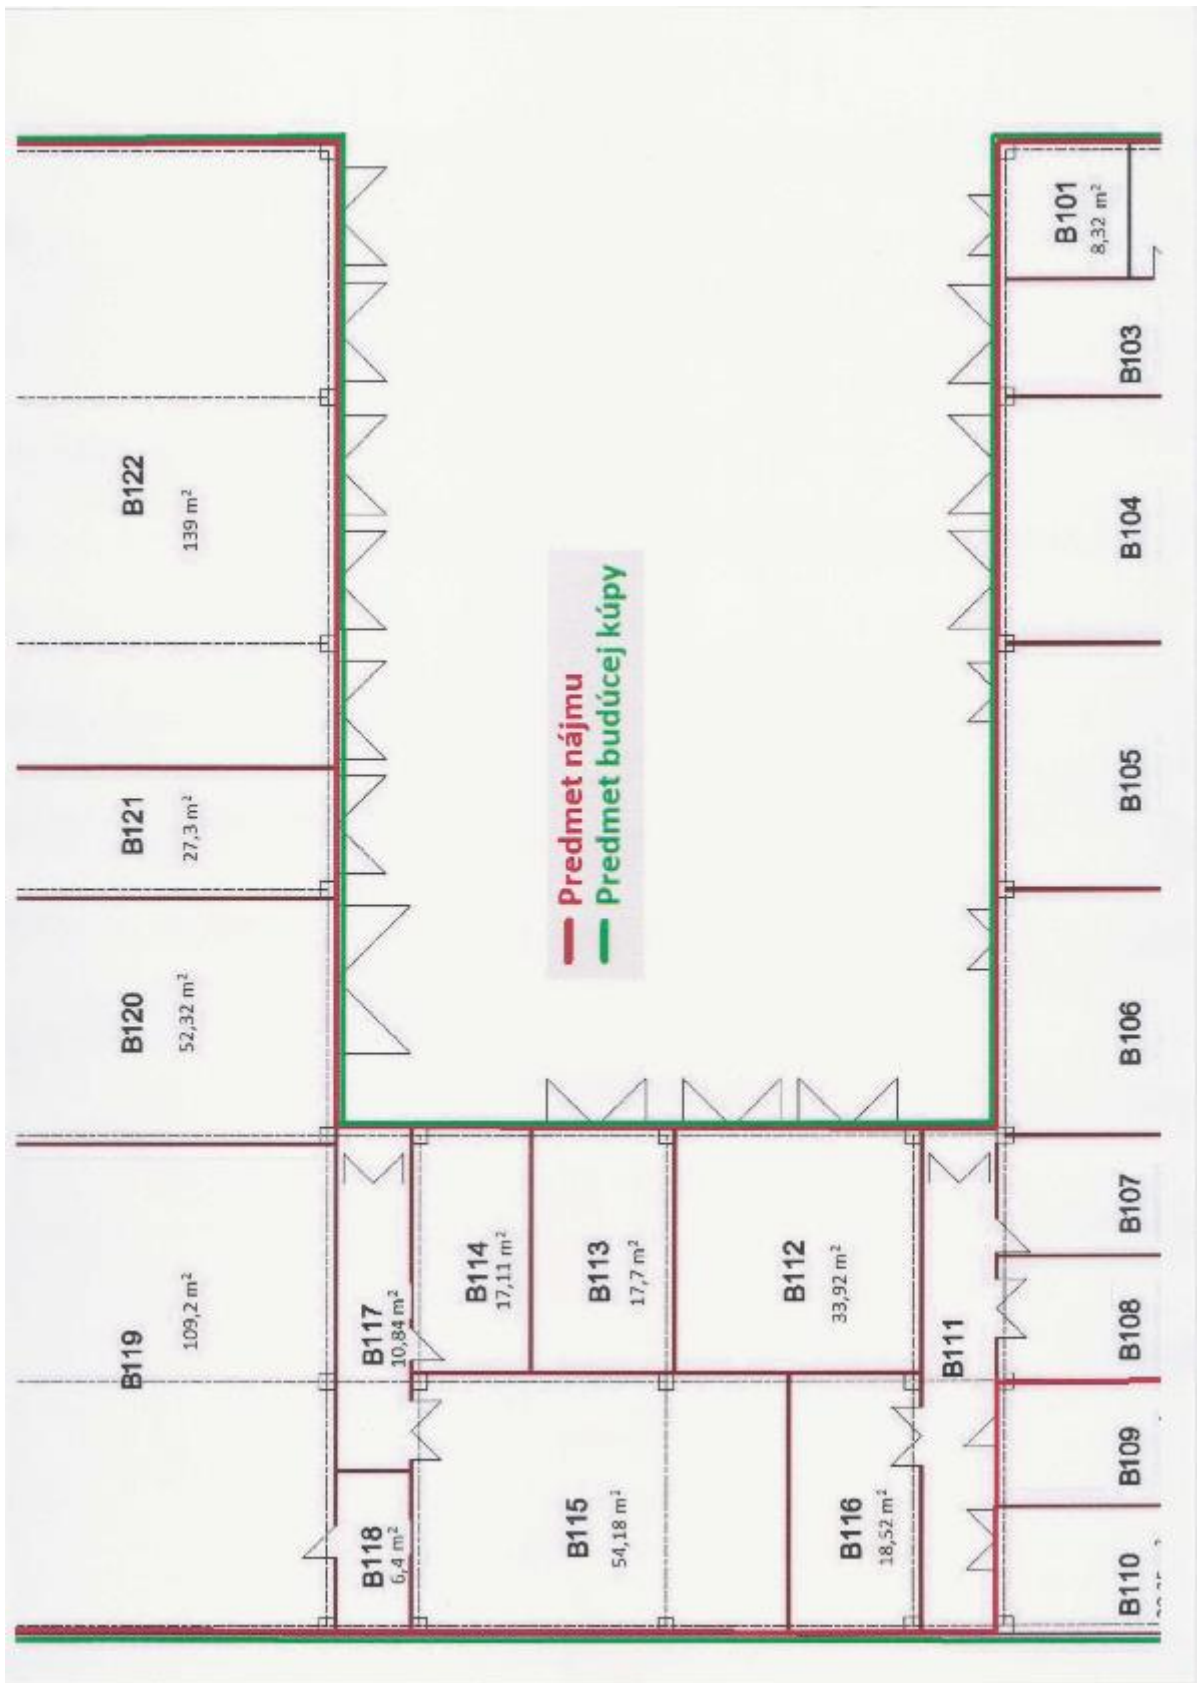 B122
139 m²
B121
27,3 m²
B120
52,32 m²
B119
109,2 m²
B101
8,32 m²
B103
B104
B105
B106
B107
B108
B109
B110
Predmet nájmu
Predmet budúcej kúpy
B117
10,84 m²
B118
6,4 m²
B114
17,11 m²
B113
17,7 m²
B112
33,92 m²
B111
B115
54,18 m²
B116
18,52 m²